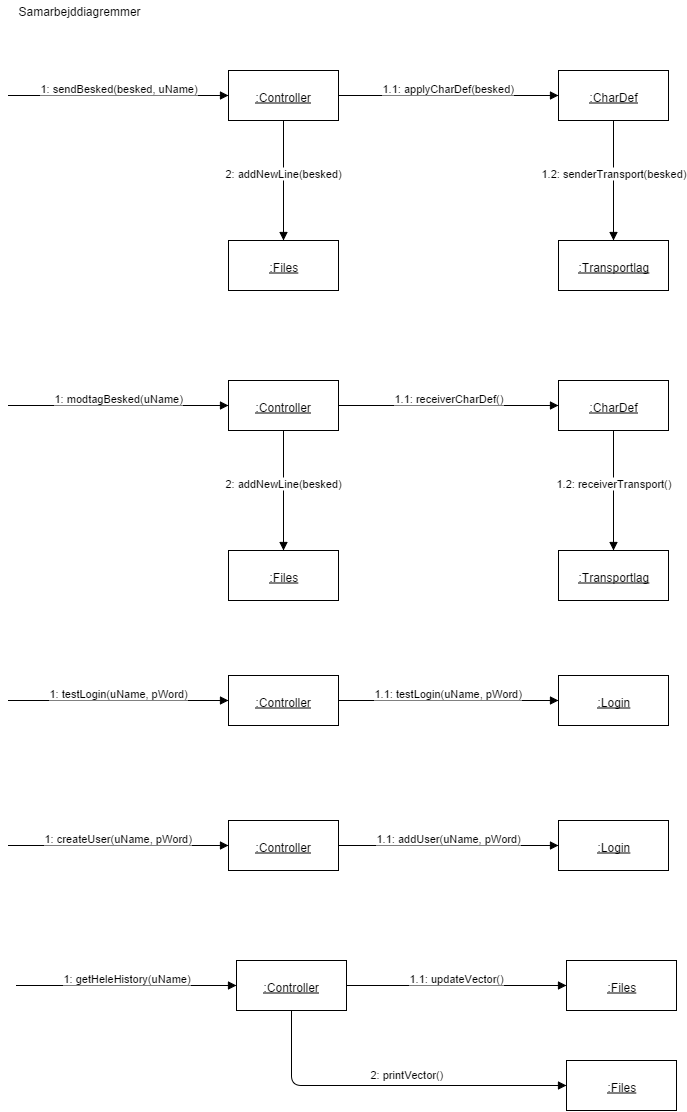 Samarbejddiagremmer
1: sendBesked(besked, uName)
:Controller
1.1: applyCharDef(besked)
:CharDef
2: addNewLine(besked)
1.2: senderTransport(besked)
:Files
:Transportlag
1: modtagBesked(uName)
:Controller
1.1: receiverCharDef()
:CharDef
2: addNewLine(besked)
1.2: receiverTransport()
:Files
:Transportlag
1: testLogin(uName, pWord)
:Controller
1.1: testLogin(uName, pWord)
:Login
1: createUser(uName, pWord)
:Controller
1.1: addUser(uName, pWord)
:Login
1: getHeleHistory(uName)
:Controller
1.1: updateVector()
:Files
2: printVector()
:Files